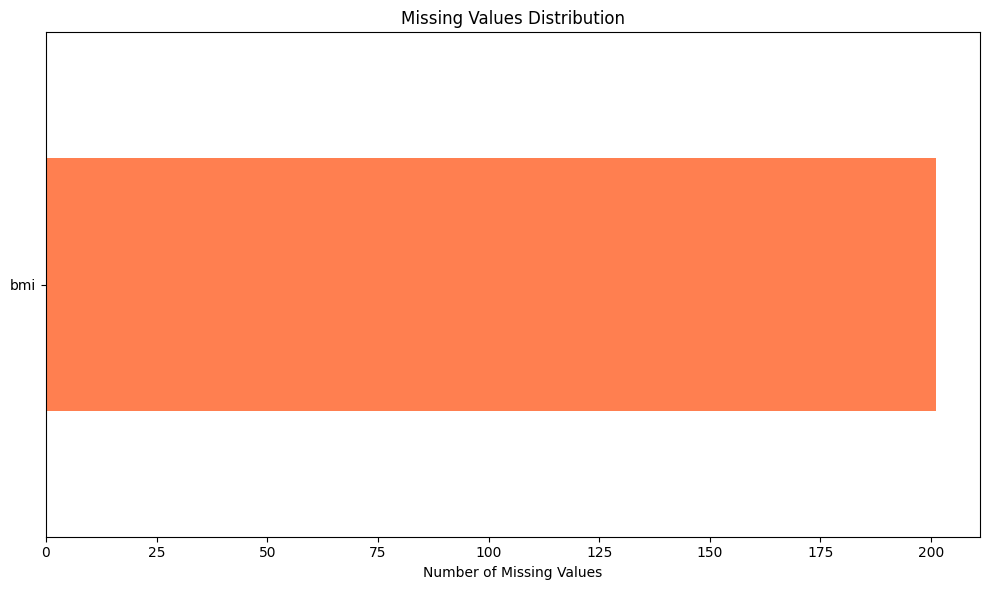 Missing Values Distribution
bmi
0 25 50 75 100 125 150 175 200
Number of Missing Values